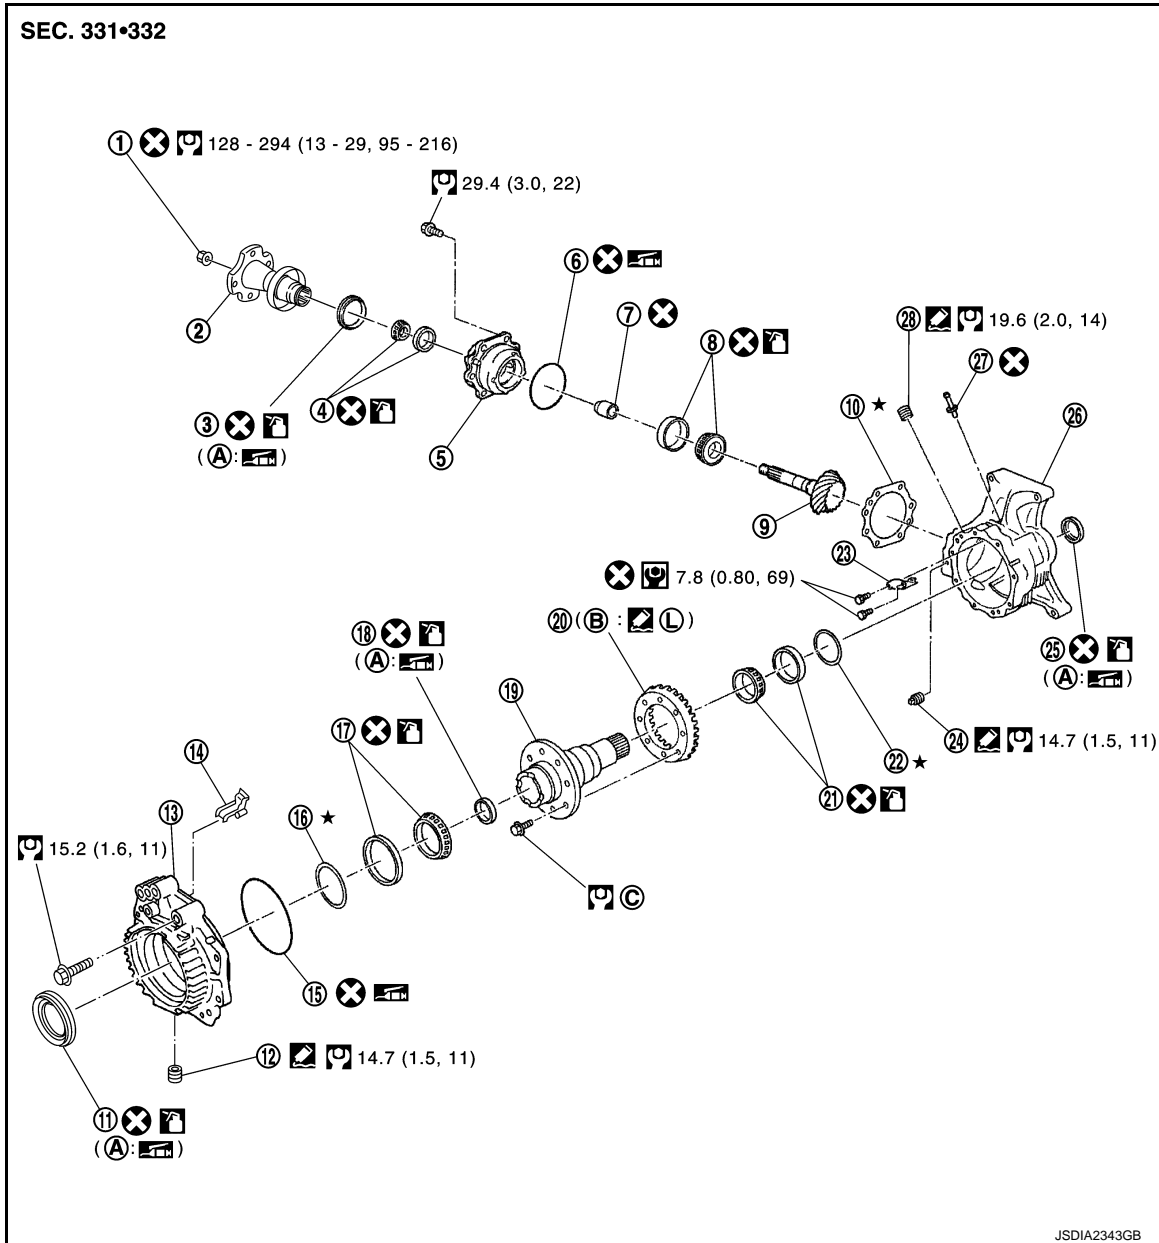 SEC. 331•332
1 128 - 294 (13 - 29, 95 - 216)
29.4 (3.0, 22)
2
6
7
8
28 19.6 (2.0, 14)
27
3
(A: )
4
5
10 ★
26
9
23
7.8 (0.80, 69)
20 (B : L)
18
(A: )
25
(A: )
19
17
24 14.7 (1.5, 11)
22 ★
21
14
13
16 ★
15.2 (1.6, 11)
C
15
12 14.7 (1.5, 11)
11
(A: )
JSDIA2343GB